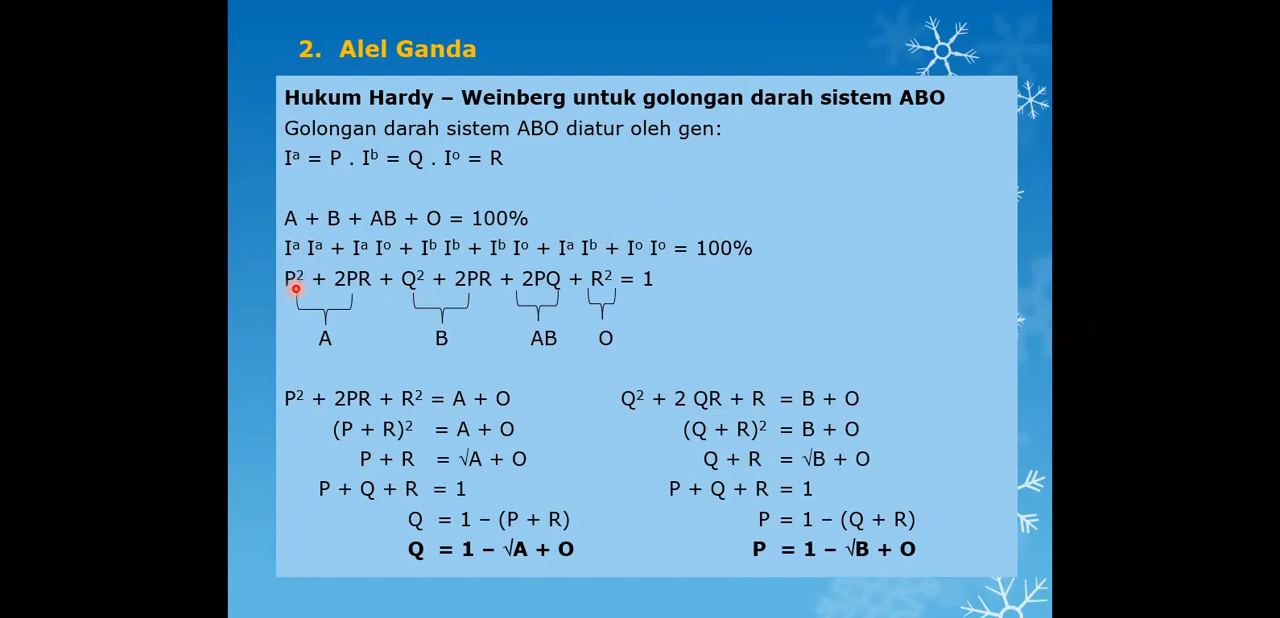 2. Alel Ganda
Hukum Hardy – Weinberg untuk golongan darah sistem ABO
Golongan darah sistem ABO diatur oleh gen:
Iᵃ = P . Iᵇ = Q . Iᵒ = R
A + B + AB + O = 100%
Iᵃ Iᵃ + Iᵃ Iᵒ + Iᵇ Iᵇ + Iᵇ Iᵒ + Iᵃ Iᵇ + Iᵒ Iᵒ = 100%
P² + 2PR + Q² + 2PR + 2PQ + R² = 1
A B AB O
P² + 2PR + R² = A + O
(P + R)² = A + O
P + R = √A + O
P + Q + R = 1
Q = 1 – (P + R)
Q = 1 – √A + O
Q² + 2 QR + R = B + O
(Q + R)² = B + O
Q + R = √B + O
P + Q + R = 1
P = 1 – (Q + R)
P = 1 – √B + O